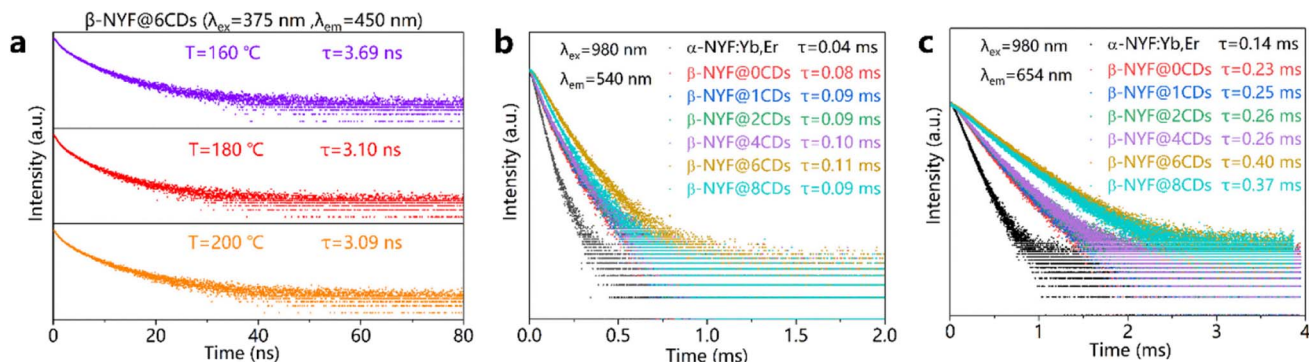 a
β-NYF@6CDs (λex=375 nm ,λem=450 nm)
T=160 ℃ τ=3.69 ns
T=180 ℃ τ=3.10 ns
T=200 ℃ τ=3.09 ns
Intensity (a.u.)
0 20 40 60 80
Time (ns)
b
λex=980 nm
λem=540 nm
α-NYF:Yb,Er τ=0.04 ms
β-NYF@0CDs τ=0.08 ms
β-NYF@1CDs τ=0.09 ms
β-NYF@2CDs τ=0.09 ms
β-NYF@4CDs τ=0.10 ms
β-NYF@6CDs τ=0.11 ms
β-NYF@8CDs τ=0.09 ms
Intensity (a.u.)
0.0 0.5 1.0 1.5 2.0
Time (ms)
c
λex=980 nm
λem=654 nm
α-NYF:Yb,Er τ=0.14 ms
β-NYF@0CDs τ=0.23 ms
β-NYF@1CDs τ=0.25 ms
β-NYF@2CDs τ=0.26 ms
β-NYF@4CDs τ=0.26 ms
β-NYF@6CDs τ=0.40 ms
β-NYF@8CDs τ=0.37 ms
Intensity (a.u.)
0 1 2 3 4
Time (ms)